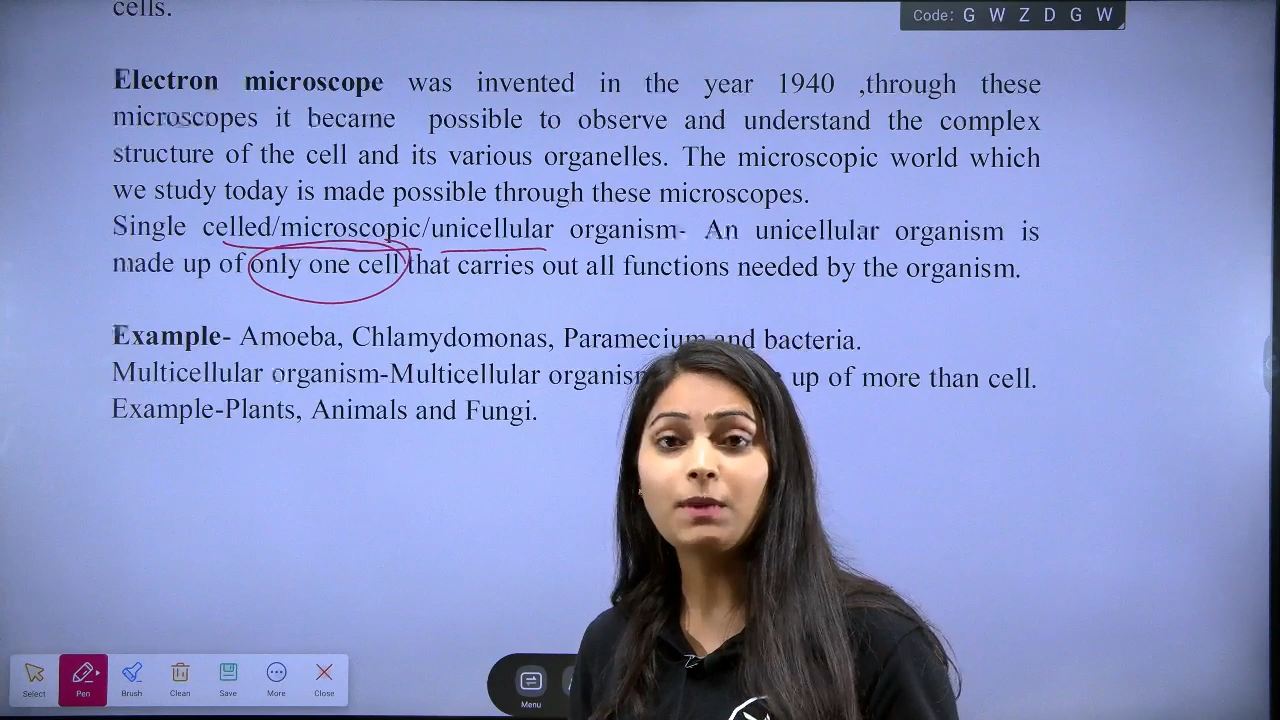 cells.
Code: G W Z D G W
Electron microscope was invented in the year 1940 ,through these
microscopes it became possible to observe and understand the complex
structure of the cell and its various organelles. The microscopic world which
we study today is made possible through these microscopes.
Single celled/microscopic/unicellular organism- An unicellular organism is
made up of only one cell that carries out all functions needed by the organism.
Example- Amoeba, Chlamydomonas, Paramecium and bacteria.
Multicellular organism-Multicellular organism up of more than cell.
Example-Plants, Animals and Fungi.
Select Pen Brush Clean Save More Close
Menu